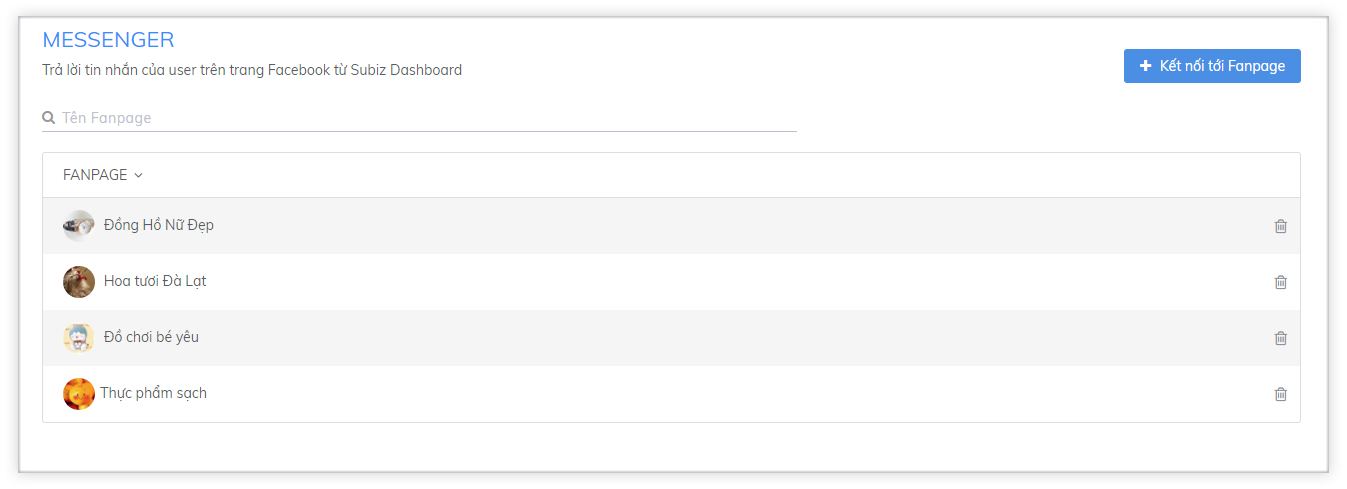 MESSENGER
Trả lời tin nhắn của user trên trang Facebook từ Subiz Dashboard
Kết nối tới Fanpage
Tên Fanpage
FANPAGE
Đồng Hồ Nữ Đẹp
Hoa tươi Đà Lạt
Đồ chơi bé yêu
Thực phẩm sạch